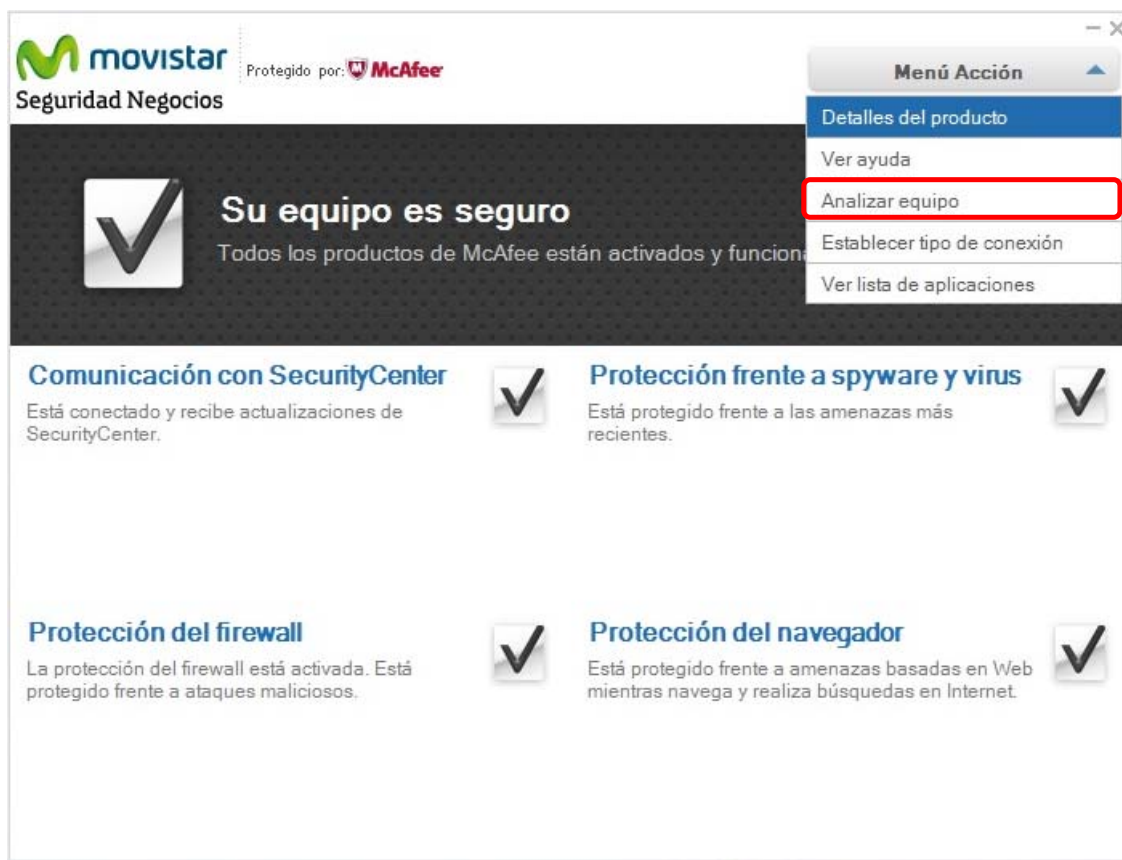 movistar
Protegido por: McAfee
Seguridad Negocios
Menú Acción
Detalles del producto
Ver ayuda
Analizar equipo
Establecer tipo de conexión
Ver lista de aplicaciones
Su equipo es seguro
Todos los productos de McAfee están activados y funciona
Comunicación con SecurityCenter
Está conectado y recibe actualizaciones de
SecurityCenter.
Protección frente a spyware y virus
Está protegido frente a las amenazas más
recientes.
Protección del firewall
La protección del firewall está activada. Está
protegido frente a ataques maliciosos.
Protección del navegador
Está protegido frente a amenazas basadas en Web
mientras navega y realiza búsquedas en Internet.